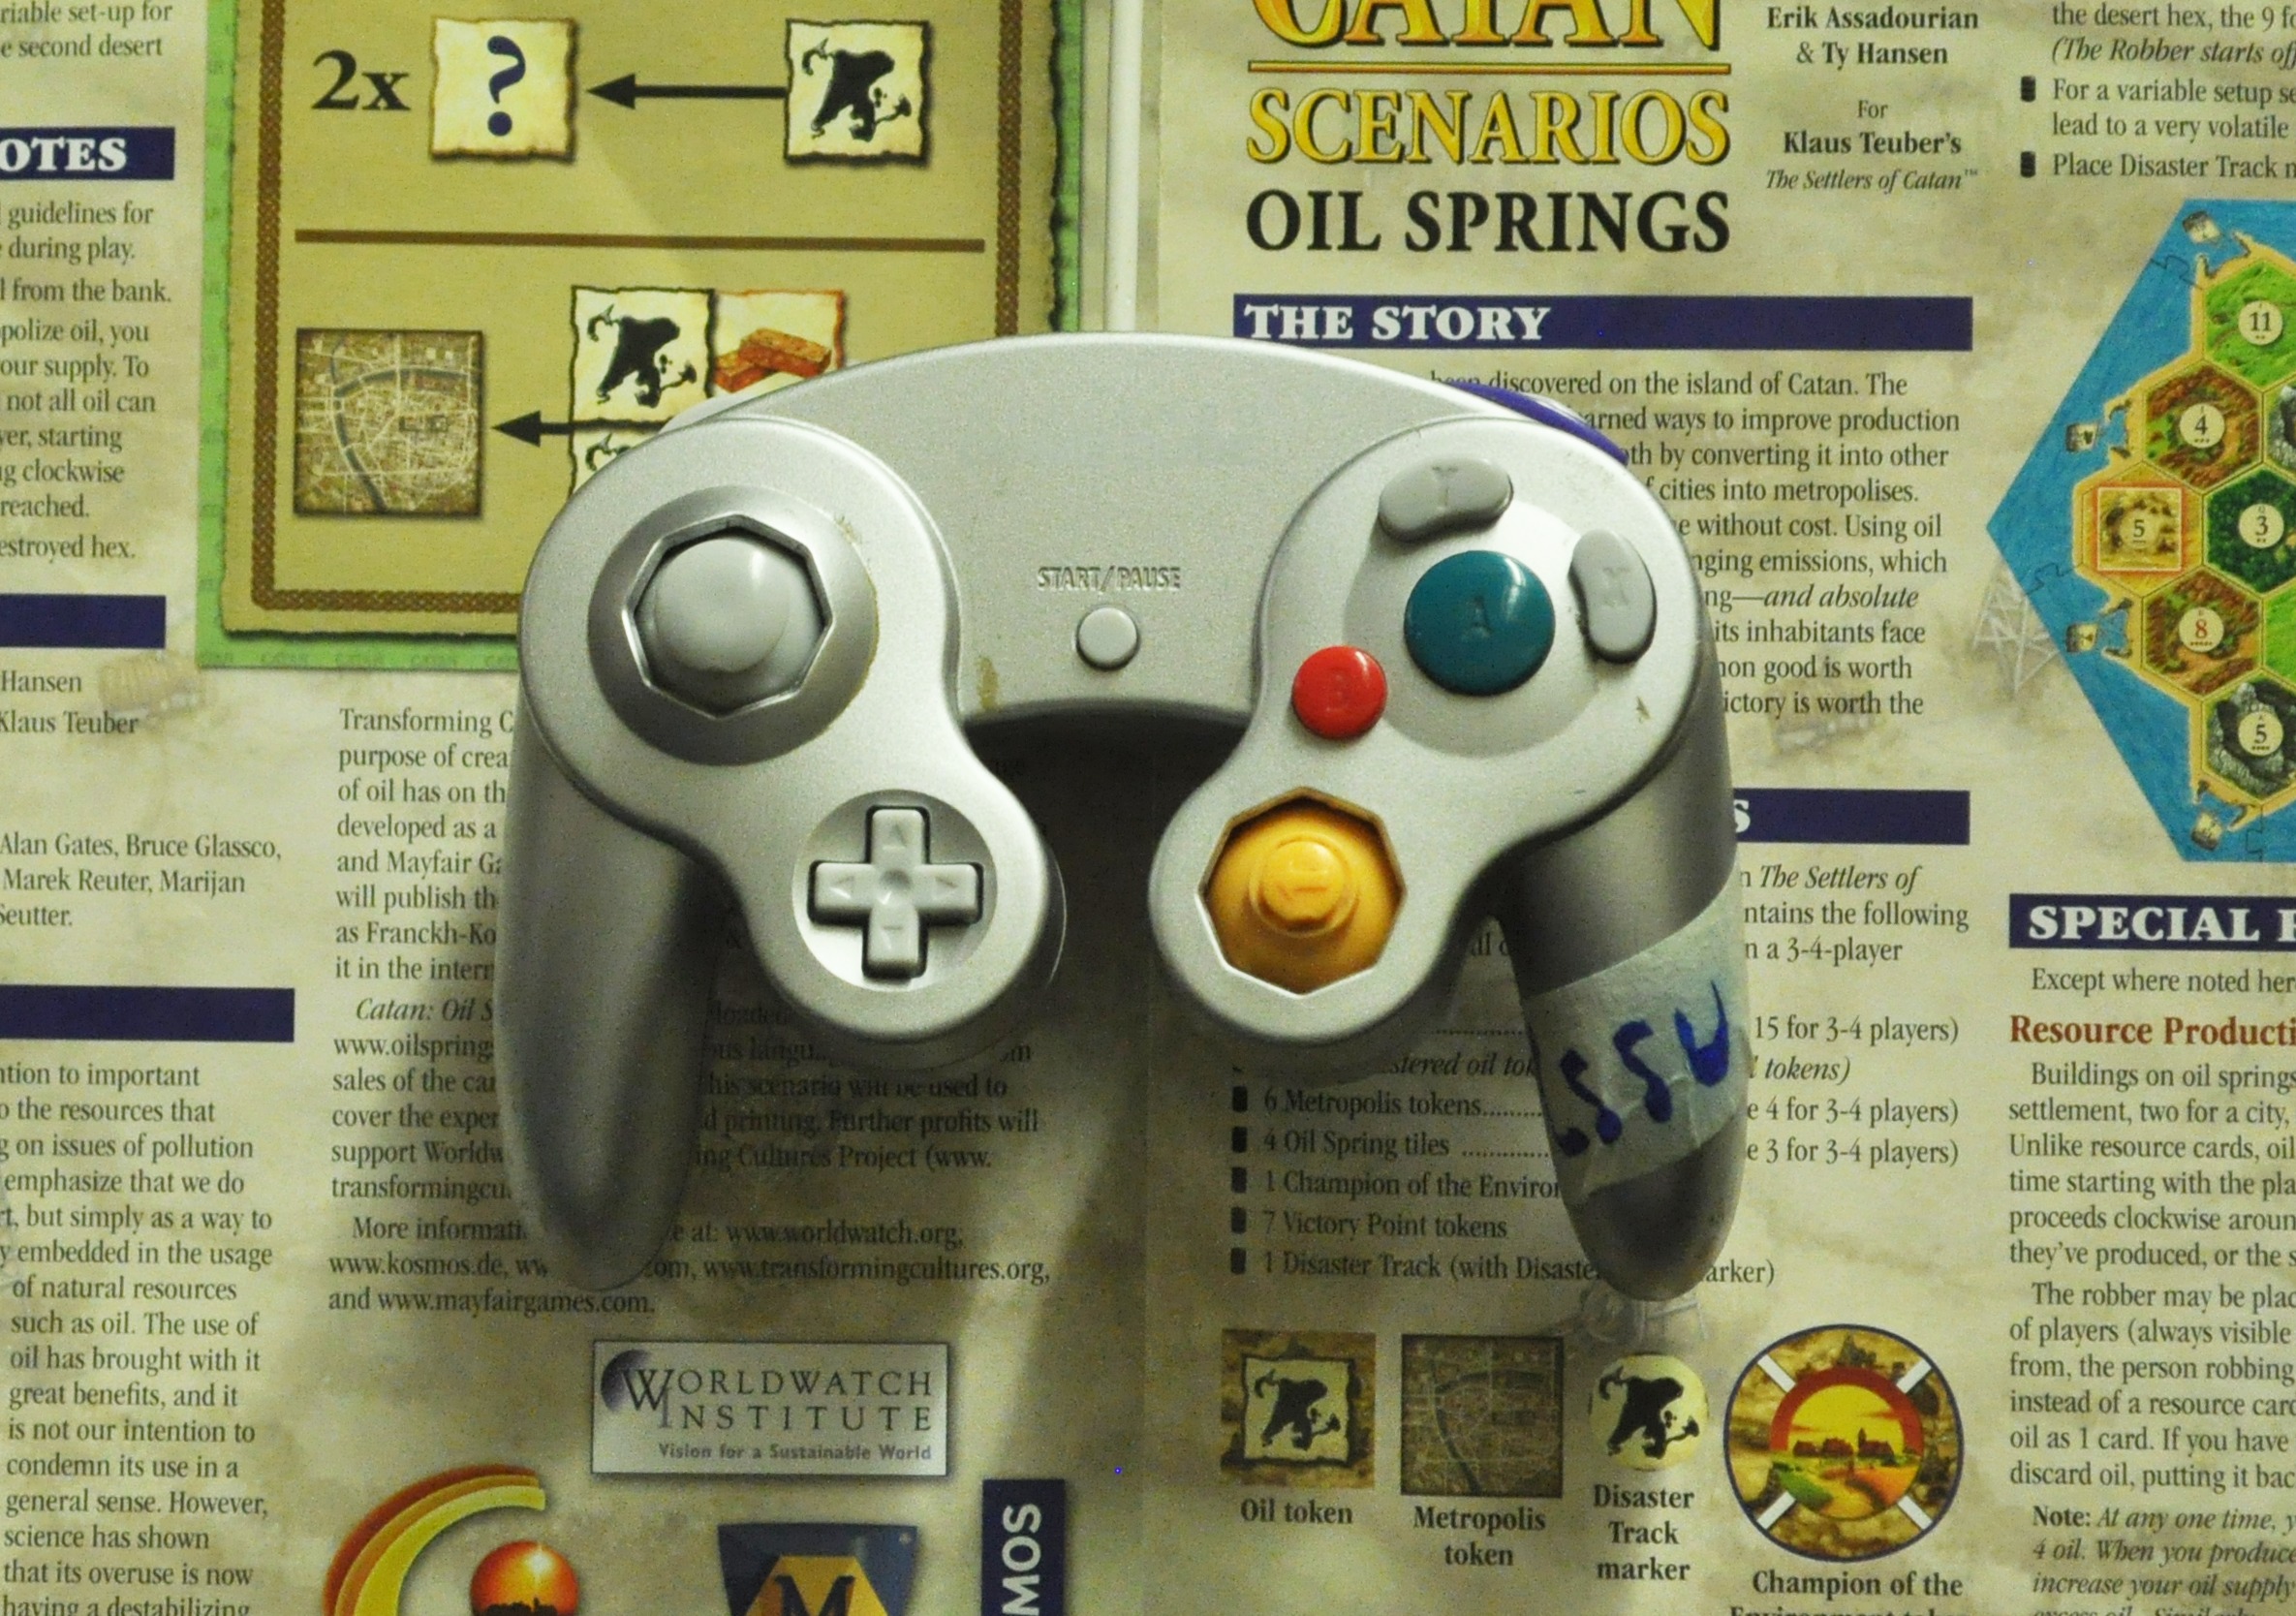 riable set-up for
e second desert
OTES
guidelines for
during play.
from the bank.
polize oil, you
our supply. To
not all oil can
ver, starting
ng clockwise
reached.
estroyed hex.
Hansen
Klaus Teuber
Alan Gates, Bruce Glassco,
Marek Reuter, Marijan
Seutter.
ntion to important
o the resources that
g on issues of pollution
emphasize that we do
rt, but simply as a way to
y embedded in the usage
of natural resources
such as oil. The use of
oil has brought with it
great benefits, and it
is not our intention to
condemn its use in a
general sense. However,
science has shown
that its overuse is now
having a destabilizing
2x ?
Transforming C
purpose of crea
of oil has on th
developed as a
and Mayfair Ga
will publish th
as Franckh-Ko
it in the intern
Catan: Oil S
www.oilspring
sales of the ca
his scenario will be used to
cover the exper
d printing. Further profits will
support Worldw
ing Cultures Project (www.
transformingcu
More informati
e at: www.worldwatch.org,
www.kosmos.de, ww
om, www.transformingcultures.org,
and www.mayfairgames.com.
WORLDWATCH
INSTITUTE
Vision for a Sustainable World
M
MOS
START/PAUSE
Y
X
A
B
C
ASS
CATAN
SCENARIOS
OIL SPRINGS
Erik Assadourian
& Ty Hansen
For
Klaus Teuber's
The Settlers of Catan™
THE STORY
been discovered on the island of Catan. The
arned ways to improve production
th by converting it into other
f cities into metropolises.
e without cost. Using oil
nging emissions, which
ng—and absolute
its inhabitants face
mon good is worth
ictory is worth the
S
n The Settlers of
ntains the following
n a 3-4-player
15 for 3-4 players)
stered oil tok
l tokens)
6 Metropolis tokens
e 4 for 3-4 players)
4 Oil Spring tiles
e 3 for 3-4 players)
1 Champion of the Enviro
7 Victory Point tokens
1 Disaster Track (with Disaste
arker)
Oil token
Metropolis
token
Disaster
Track
marker
Champion of the
the desert hex, the 9 fo
(The Robber starts off
For a variable setup se
lead to a very volatile
Place Disaster Track m
11
4
5
3
8
5
SPECIAL
Except where noted her
Resource Producti
Buildings on oil springs
settlement, two for a city,
Unlike resource cards, oil
time starting with the pla
proceeds clockwise aroun
they've produced, or the s
The robber may be plac
of players (always visible
from, the person robbing
instead of a resource card
oil as 1 card. If you have
discard oil, putting it bac
Note: At any one time, y
4 oil. When you produce
increase your oil supply